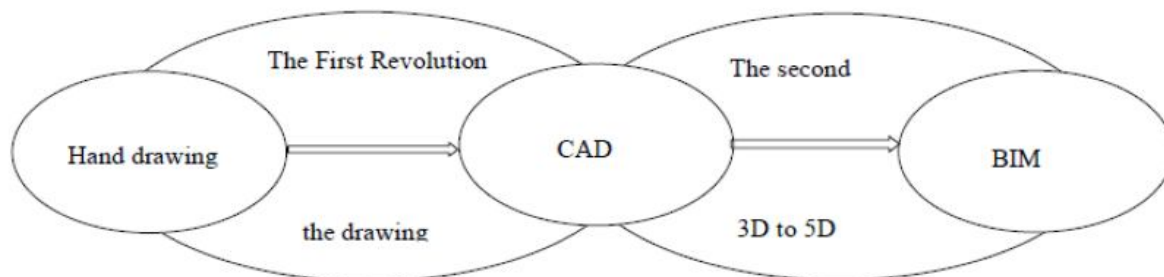 The First Revolution
The second
Hand drawing
CAD
BIM
the drawing
3D to 5D